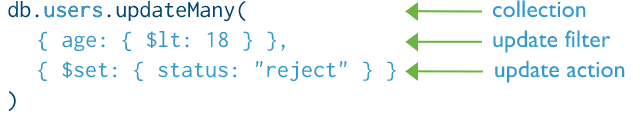 db.users.updateMany( collection
{ age: { $lt: 18 } }, update filter
{ $set: { status: "reject" } } update action
)